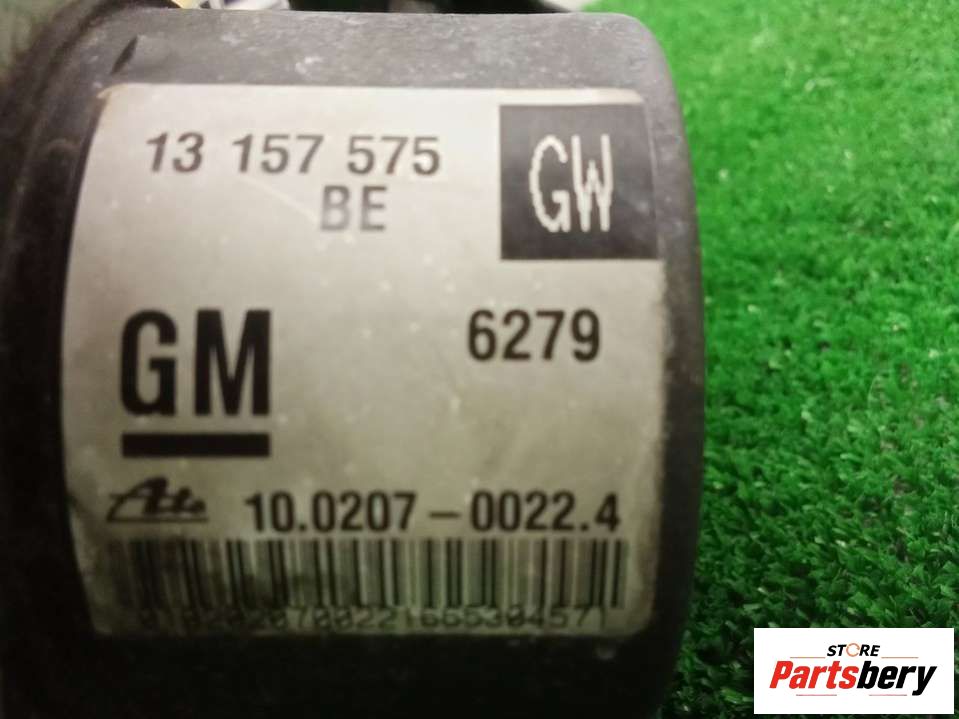 13 157 575
BE
GW
GM
6279
Ate
10.0207-0022.4
STORE
Partsbery